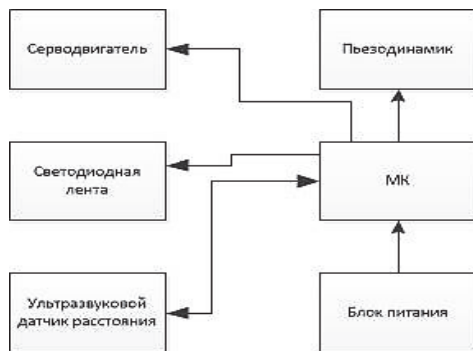 Серводвигатель
Пьезодинамик
Светодиодная
лента
МК
Ультразвуковой
датчик расстояния
Блок питания